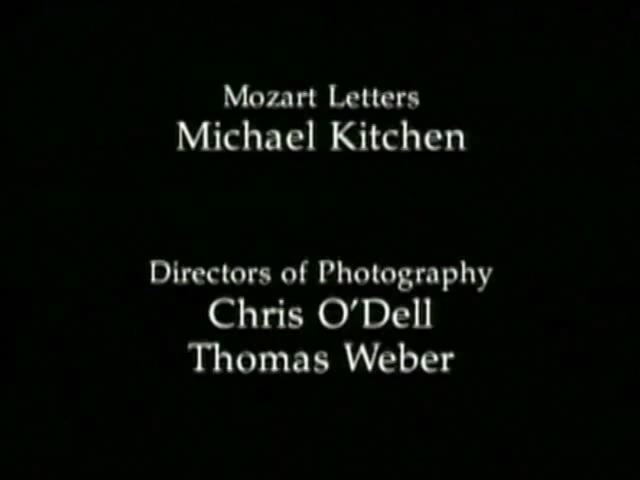 Mozart Letters
Michael Kitchen
Directors of Photography
Chris O'Dell
Thomas Weber